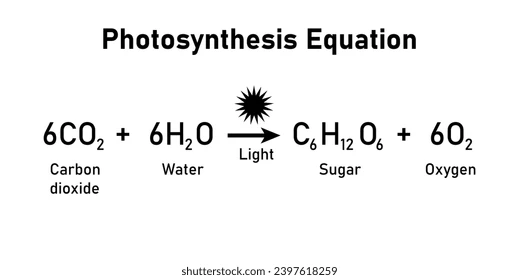 Photosynthesis Equation
6CO₂ + 6H₂O → C₆H₁₂O₆ + 6O₂
Light
Carbon dioxide Water Sugar Oxygen
shutterstock.com · 2397618259